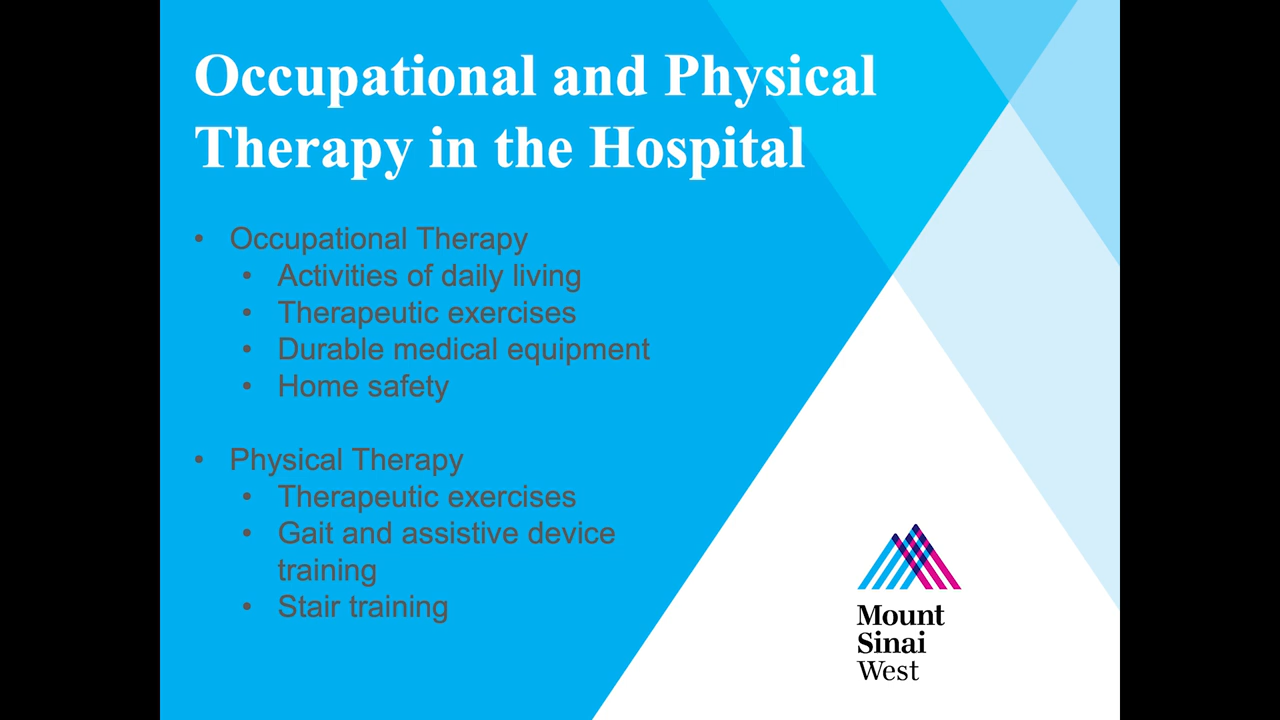 Occupational and Physical
Therapy in the Hospital
• Occupational Therapy
• Activities of daily living
• Therapeutic exercises
• Durable medical equipment
• Home safety
• Physical Therapy
• Therapeutic exercises
• Gait and assistive device
training
• Stair training
Mount
Sinai
West